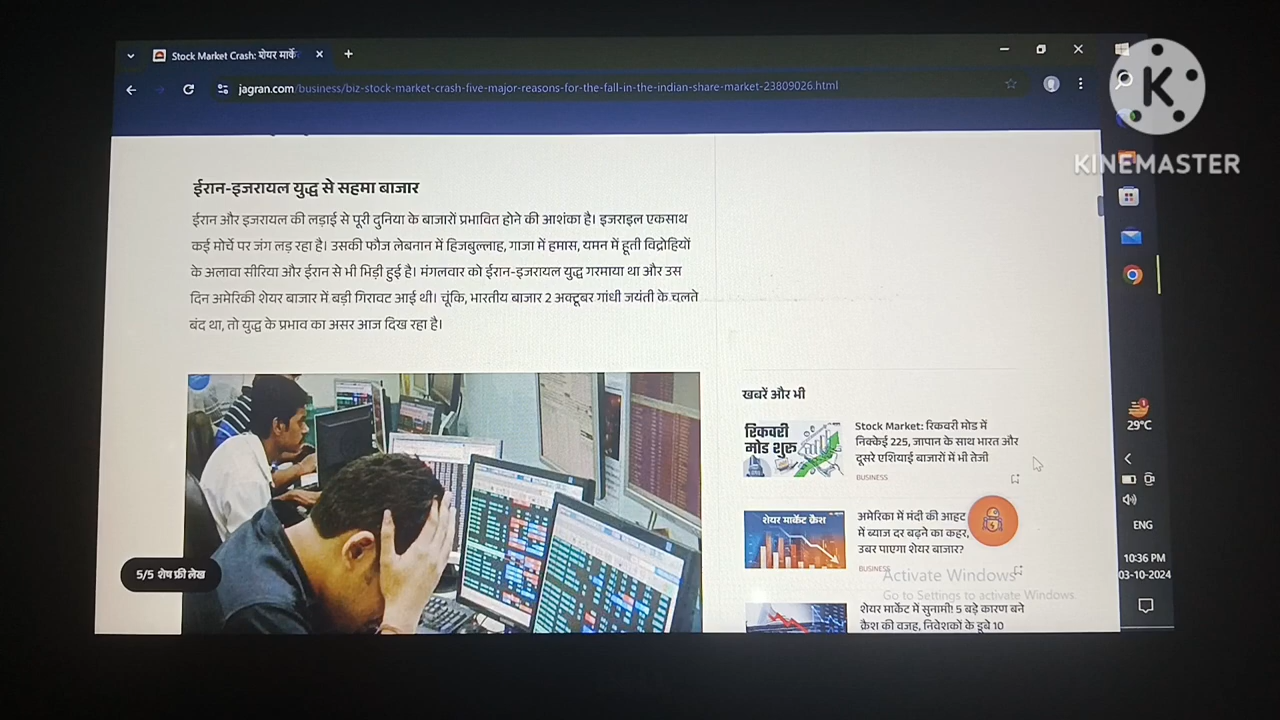 Stock Market Crash: शेयर मार्के
jagran.com/business/biz-stock-market-crash-five-major-reasons-for-the-fall-in-the-indian-share-market-23809026.html
K
KINEMASTER
ईरान-इजरायल युद्ध से सहमा बाजार
ईरान और इजरायल की लड़ाई से पूरी दुनिया के बाजारों प्रभावित होने की आशंका है। इजराइल एकसाथ
कई मोर्चे पर जंग लड़ रहा है। उसकी फौज लेबनान में हिजबुल्लाह, गाजा में हमास, यमन में हूती विद्रोहियों
के अलावा सीरिया और ईरान से भी भिड़ी हुई है। मंगलवार को ईरान-इजरायल युद्ध गरमाया था और उस
दिन अमेरिकी शेयर बाजार में बड़ी गिरावट आई थी। चूंकि, भारतीय बाजार 2 अक्टूबर गांधी जयंती के चलते
बंद था, तो युद्ध के प्रभाव का असर आज दिख रहा है।
5/5 शेष फ्री लेख
खबरें और भी
रिकवरी
मोड शुरू
Stock Market: रिकवरी मोड में
निक्केई 225, जापान के साथ भारत और
दूसरे एशियाई बाजारों में भी तेजी
BUSINESS
शेयर मार्केट क्रैश
अमेरिका में मंदी की आहट
में ब्याज दर बढ़ने का कहर,
उबर पाएगा शेयर बाजार?
BUSINESS
शेयर मार्केट में सुनामी! 5 बड़े कारण बने
क्रैश की वजह, निवेशकों के डूबे 10
Activate Windows
Go to Settings to activate Windows.
29°C
ENG
10:36 PM
03-10-2024